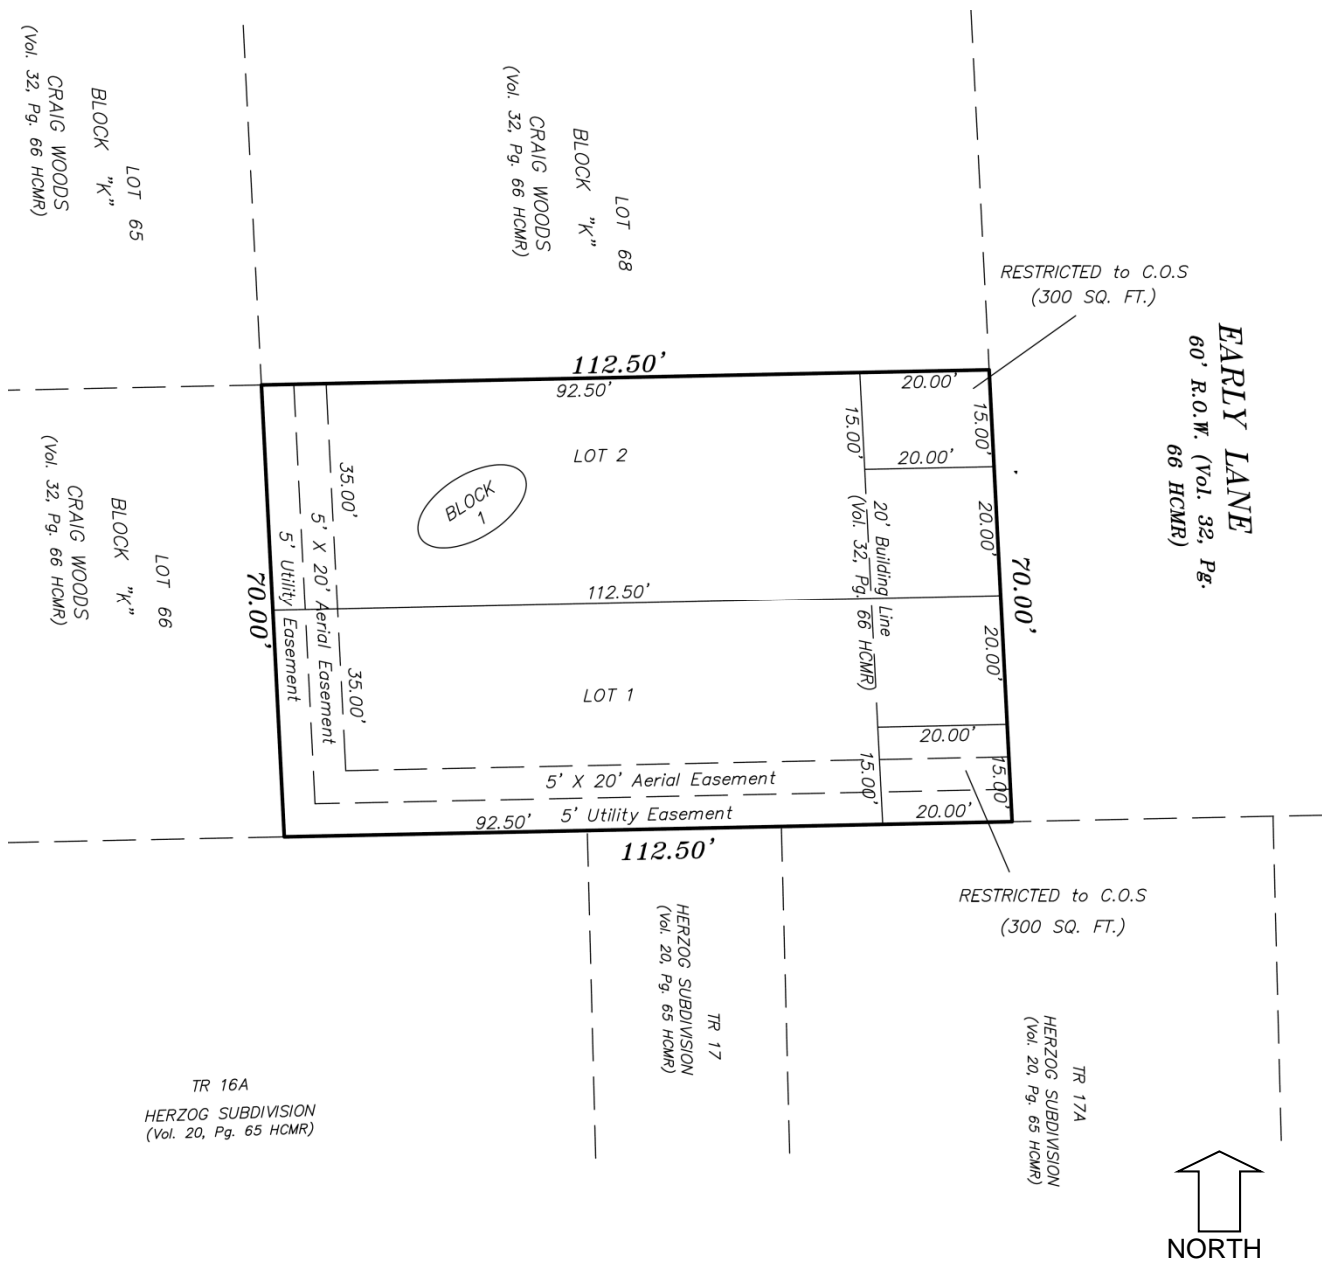 LOT 65
BLOCK "K"
CRAIG WOODS
(Vol. 32, Pg. 66 HCMR)
LOT 68
BLOCK "K"
CRAIG WOODS
(Vol. 32, Pg. 66 HCMR)
RESTRICTED to C.O.S
(300 SQ. FT.)
EARLY LANE
60' R.O.W. (Vol. 32, Pg.
66 HCMR)
112.50'
92.50'
20.00'
15.00'
15.00'
LOT 2
20.00'
35.00'
BLOCK
1
20.00'
20' Building Line
(Vol. 32, Pg. 66 HCMR)
LOT 66
BLOCK "K"
CRAIG WOODS
(Vol. 32, Pg. 66 HCMR)
70.00'
5' Utility Easement
5' X 20' Aerial Easement
112.50'
70.00'
20.00'
35.00'
LOT 1
20.00'
15.00'
15.00'
5' X 20' Aerial Easement
5' Utility Easement
92.50'
20.00'
112.50'
RESTRICTED to C.O.S
(300 SQ. FT.)
TR 17
HERZOG SUBDIVISION
(Vol. 20, Pg. 65 HCMR)
TR 17A
HERZOG SUBDIVISION
(Vol. 20, Pg. 65 HCMR)
TR 16A
HERZOG SUBDIVISION
(Vol. 20, Pg. 65 HCMR)
NORTH